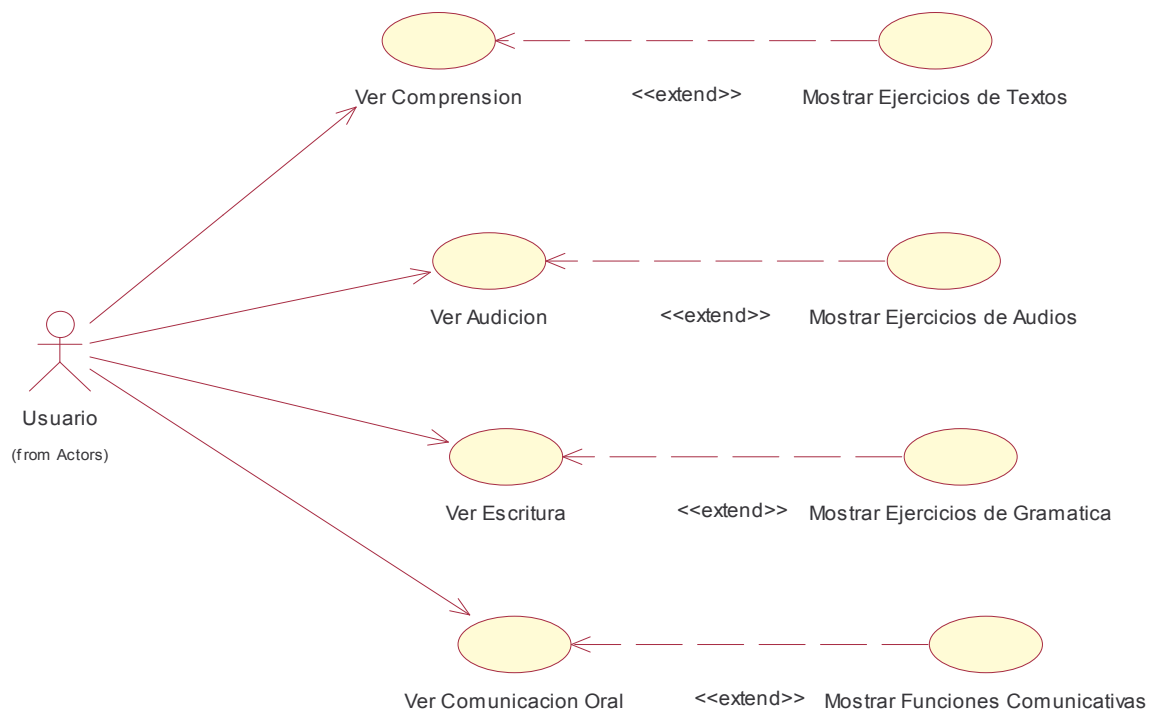 Ver Comprension
<<extend>>
Mostrar Ejercicios de Textos
Ver Audicion
<<extend>>
Mostrar Ejercicios de Audios
Usuario
(from Actors)
Ver Escritura
<<extend>>
Mostrar Ejercicios de Gramatica
Ver Comunicacion Oral
<<extend>>
Mostrar Funciones Comunicativas